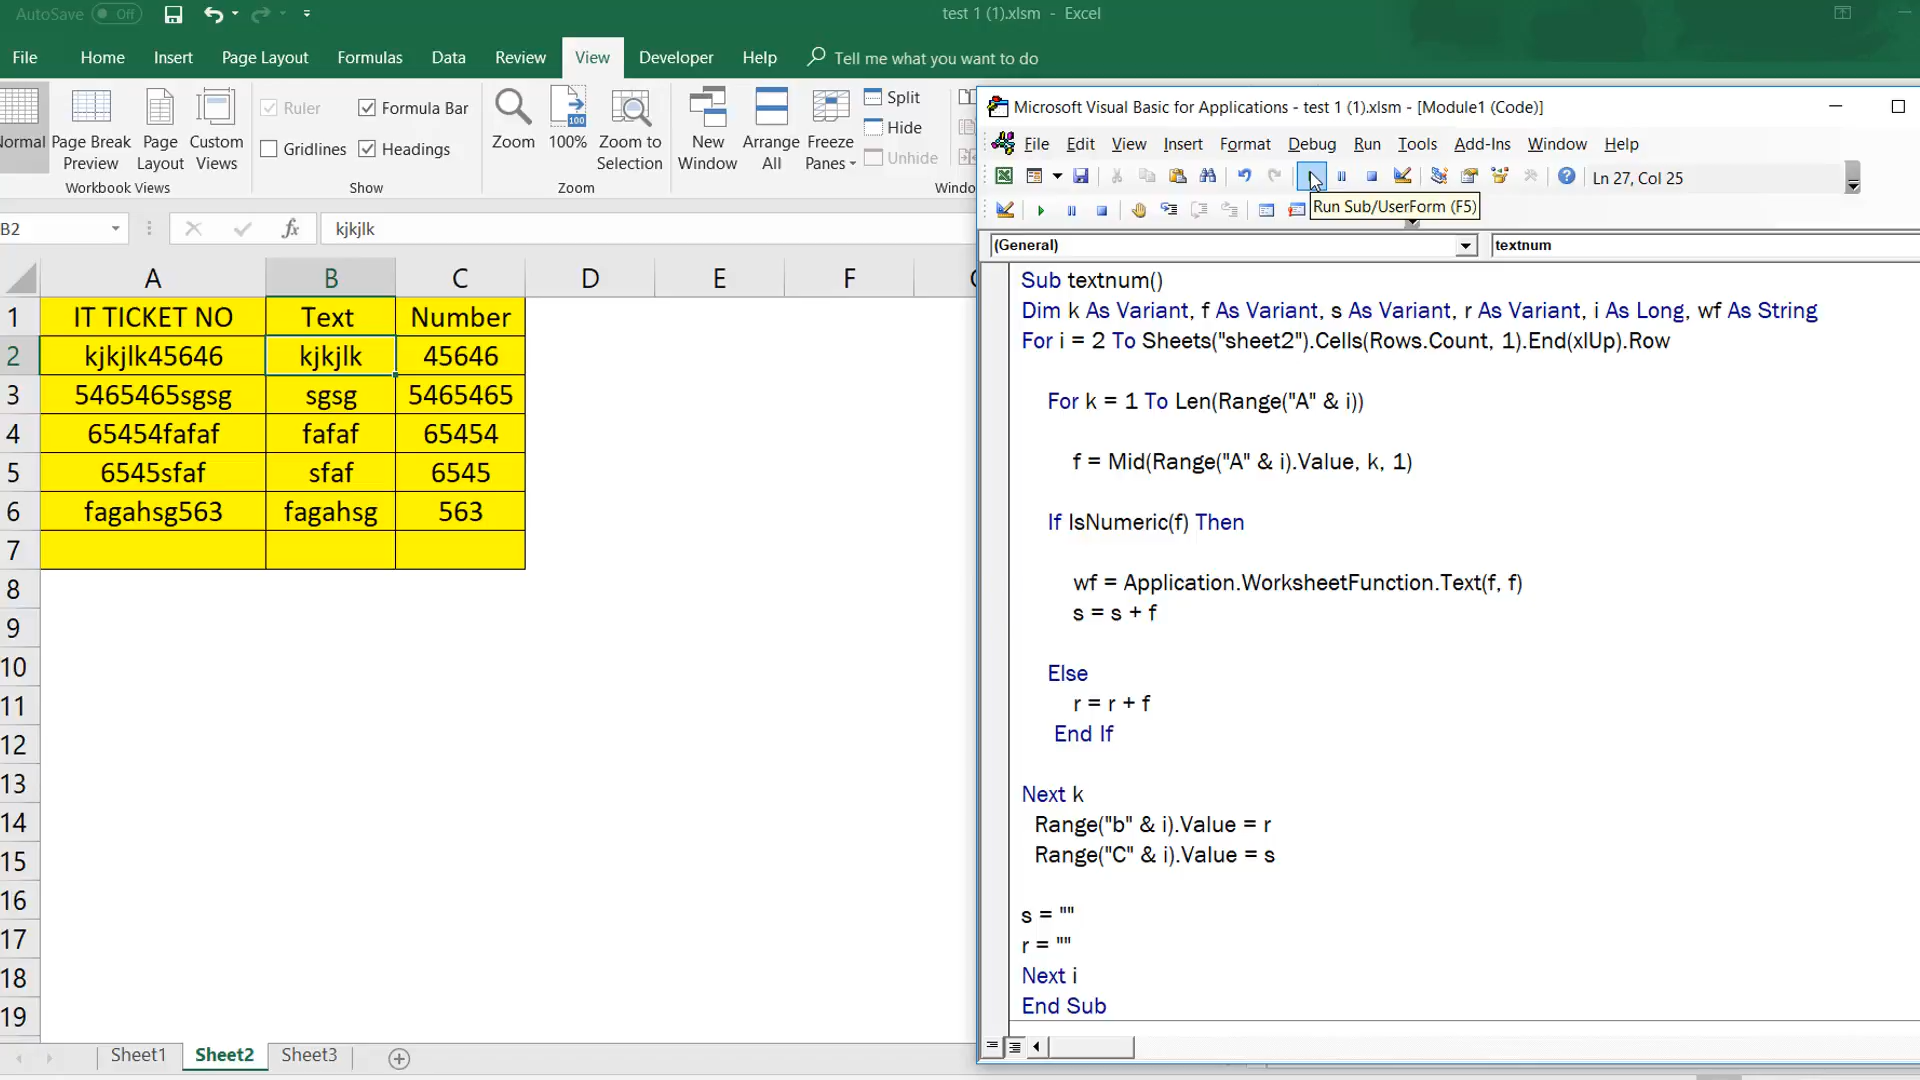 AutoSave Off
test 1 (1).xlsm - Excel
File Home Insert Page Layout Formulas Data Review View Developer Help Tell me what you want to do
Normal
Page Break Preview
Page Layout
Custom Views
Workbook Views
Ruler
Formula Bar
Gridlines
Headings
Show
Zoom
100
100%
Zoom to Selection
Zoom
New Window
Arrange All
Freeze Panes
Split
Hide
Unhide
B2
fx
kjkjlk
A B C D E F
1 IT TICKET NO Text Number
2 kjkjlk45646 kjkjlk 45646
3 5465465sgsg sgsg 5465465
4 65454fafaf fafaf 65454
5 6545sfaf sfaf 6545
6 fagahsg563 fagahsg 563
7
8
9
10
11
12
13
14
15
16
17
18
19
Sheet1 Sheet2 Sheet3
Microsoft Visual Basic for Applications - test 1 (1).xlsm - [Module1 (Code)]
File Edit View Insert Format Debug Run Tools Add-Ins Window Help
Ln 27, Col 25
Run Sub/UserForm (F5)
(General)
textnum
Sub textnum()
Dim k As Variant, f As Variant, s As Variant, r As Variant, i As Long, wf As String
For i = 2 To Sheets("sheet2").Cells(Rows.Count, 1).End(xlUp).Row
For k = 1 To Len(Range("A" & i))
f = Mid(Range("A" & i).Value, k, 1)
If IsNumeric(f) Then
wf = Application.WorksheetFunction.Text(f, f)
s = s + f
Else
r = r + f
End If
Next k
Range("b" & i).Value = r
Range("C" & i).Value = s
s = ""
r = ""
Next i
End Sub